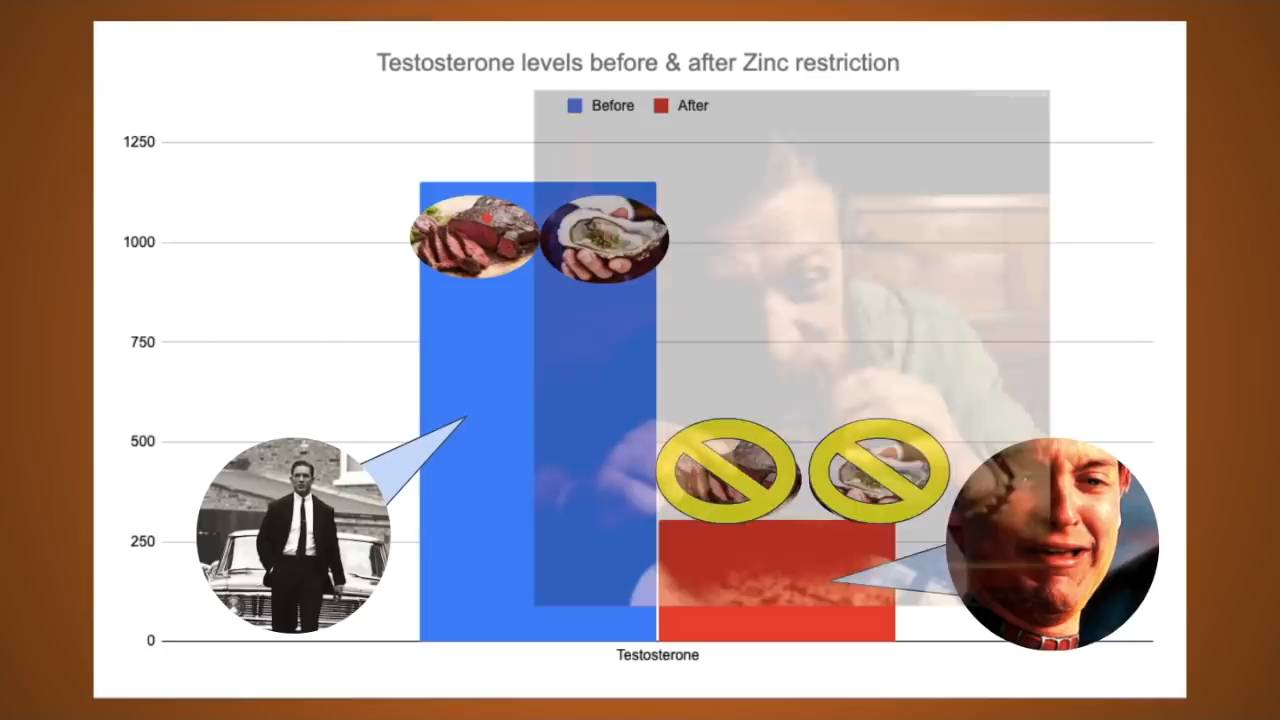 Testosterone levels before & after Zinc restriction
Before After
1250
1000
750
500
250
0
Testosterone